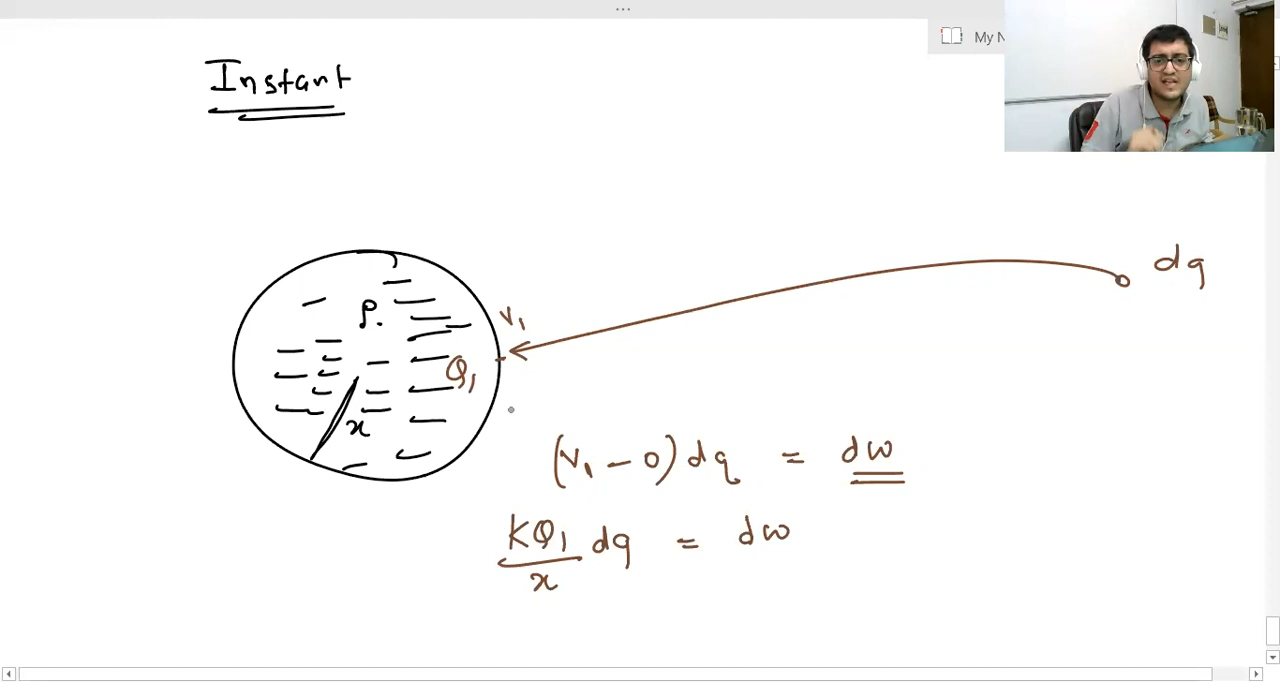 My N
Instant
dq
ρ.
V₁
Q₁
x
(V₁ - 0) dq = dw
KQ₁/x dq = dw